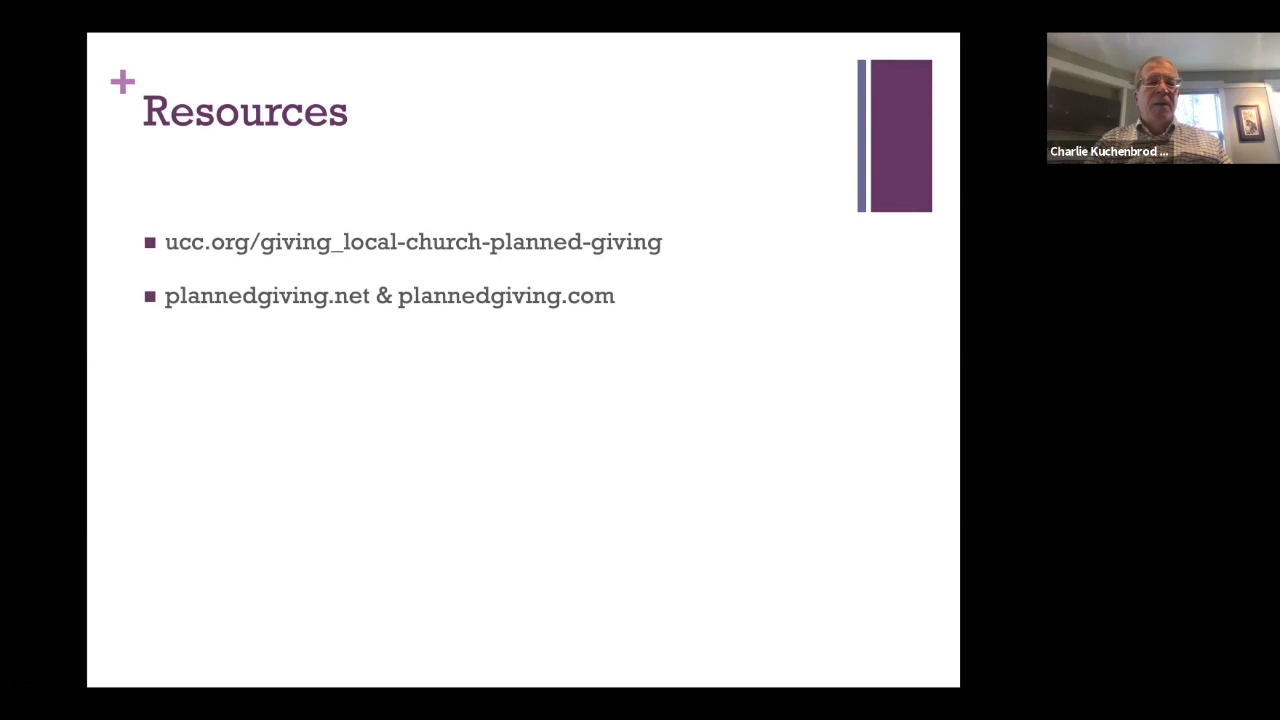 +
Resources
ucc.org/giving_local-church-planned-giving
plannedgiving.net & plannedgiving.com
Charlie Kuchenbrod ...